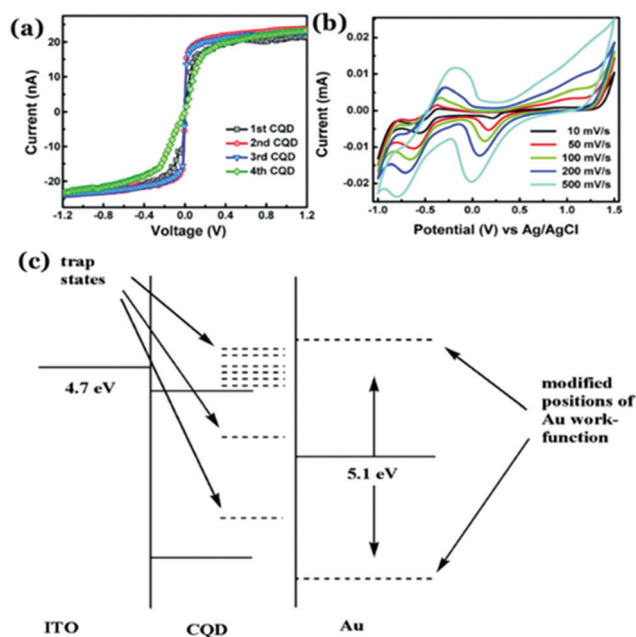 (a)
20
10
0
-10
-20
Current (nA)
1st CQD
2nd CQD
3rd CQD
4th CQD
-1.2 -0.6 0.0 0.4 0.8 1.2
Voltage (V)
(b)
0.02
0.01
0.00
-0.01
-0.02
Current (mA)
10 mV/s
50 mV/s
100 mV/s
200 mV/s
500 mV/s
-1.0 -0.5 0.0 0.5 1.0 1.5
Potential (V) vs Ag/AgCl
(c)
trap
states
4.7 eV
5.1 eV
modified
positions of
Au work-
function
ITO CQD Au